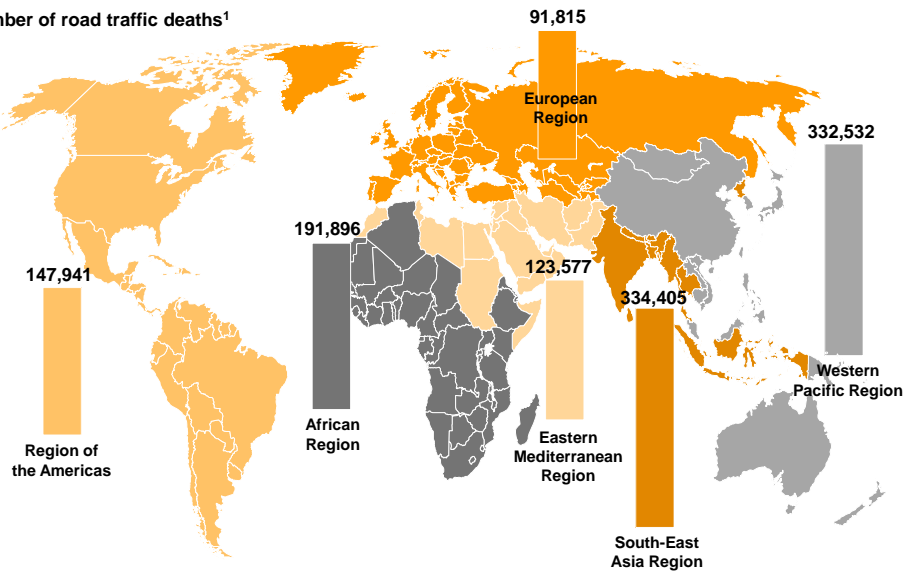 mber of road traffic deaths¹
91,815
European
Region
332,532
191,896
147,941
123,577
334,405
Western
Pacific Region
African
Region
Eastern
Mediterranean
Region
Region of
the Americas
South-East
Asia Region